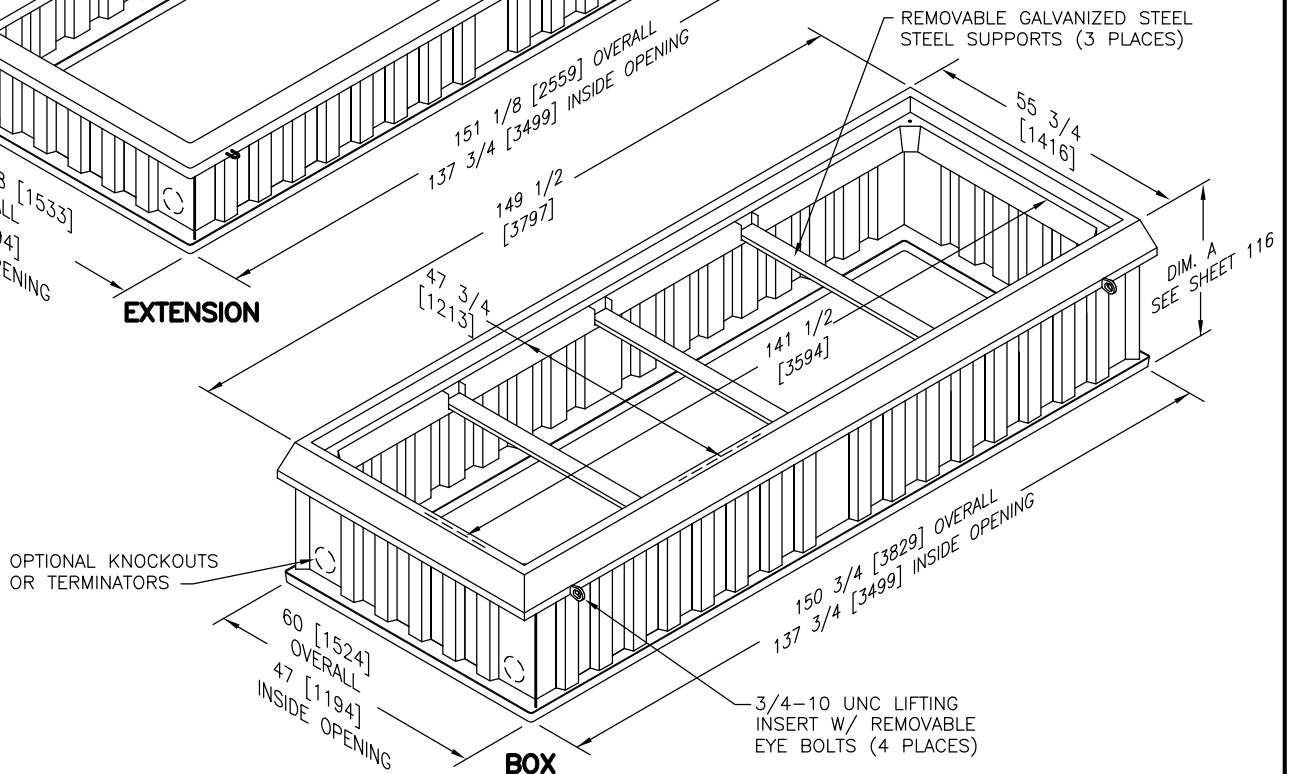 REMOVABLE GALVANIZED STEEL
STEEL SUPPORTS (3 PLACES)
151 1/8 [2559] OVERALL
137 3/4 [3499] INSIDE OPENING
55 3/4
[1416]
149 1/2
[3797]
8 [1533]
EXTENSION
DIM. A
SEE SHEET 116
47 3/4
[1213]
141 1/2
[3594]
OPTIONAL KNOCKOUTS
OR TERMINATORS
150 3/4 [3829] OVERALL
137 3/4 [3499] INSIDE OPENING
60 [1524]
OVERALL
47 [1194]
INSIDE OPENING
3/4-10 UNC LIFTING
INSERT W/ REMOVABLE
EYE BOLTS (4 PLACES)
BOX